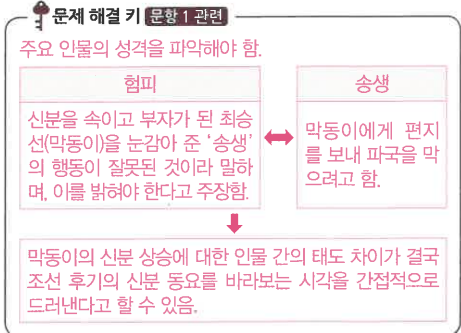 문제 해결 키 문항 1 관련
주요 인물의 성격을 파악해야 함.
험피
신분을 속이고 부자가 된 최승
선(막동이)을 눈감아 준 ‘송생’
의 행동이 잘못된 것이라 말하
며, 이를 밝혀야 한다고 주장함.
송생
막동이에게 편지
를 보내 파국을 막
으려고 함.
막동이의 신분 상승에 대한 인물 간의 태도 차이가 결국
조선 후기의 신분 동요를 바라보는 시각을 간접적으로
드러낸다고 할 수 있음.